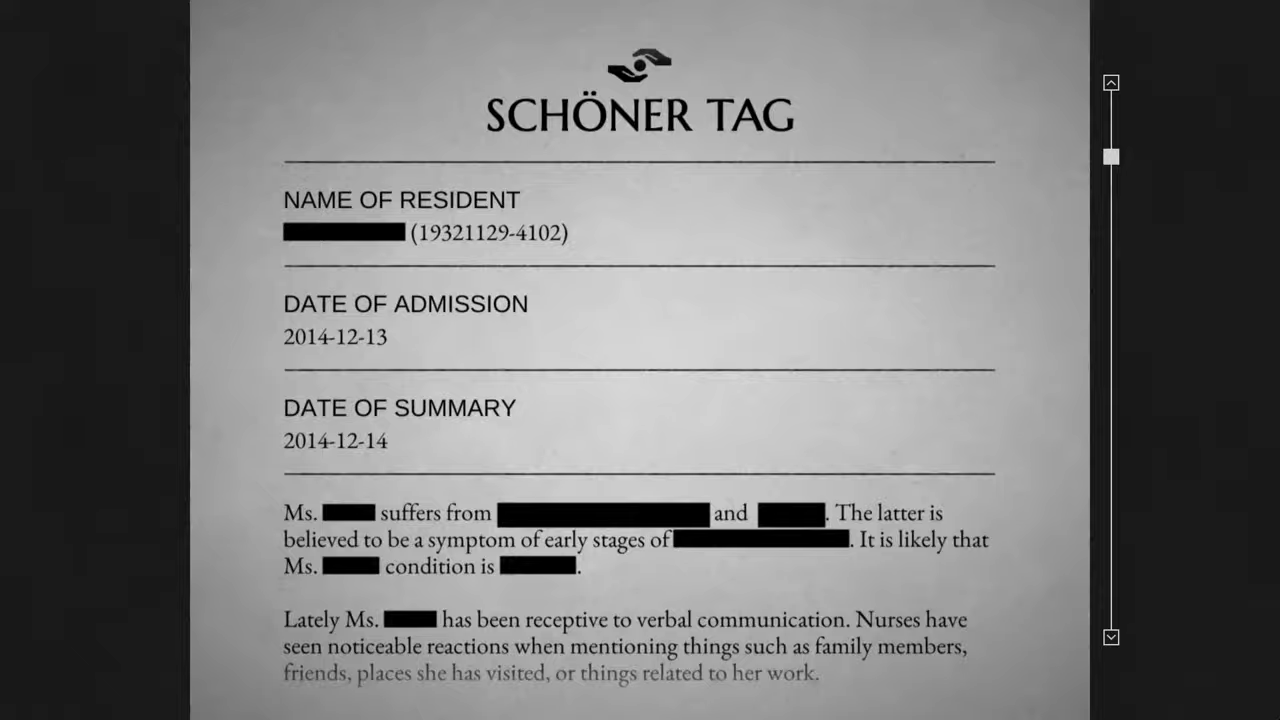 SCHÖNER TAG
NAME OF RESIDENT
(19321129-4102)
DATE OF ADMISSION
2014-12-13
DATE OF SUMMARY
2014-12-14
Ms. suffers from and . The latter is
believed to be a symptom of early stages of . It is likely that
Ms. condition is .
Lately Ms. has been receptive to verbal communication. Nurses have
seen noticeable reactions when mentioning things such as family members,
friends, places she has visited, or things related to her work.